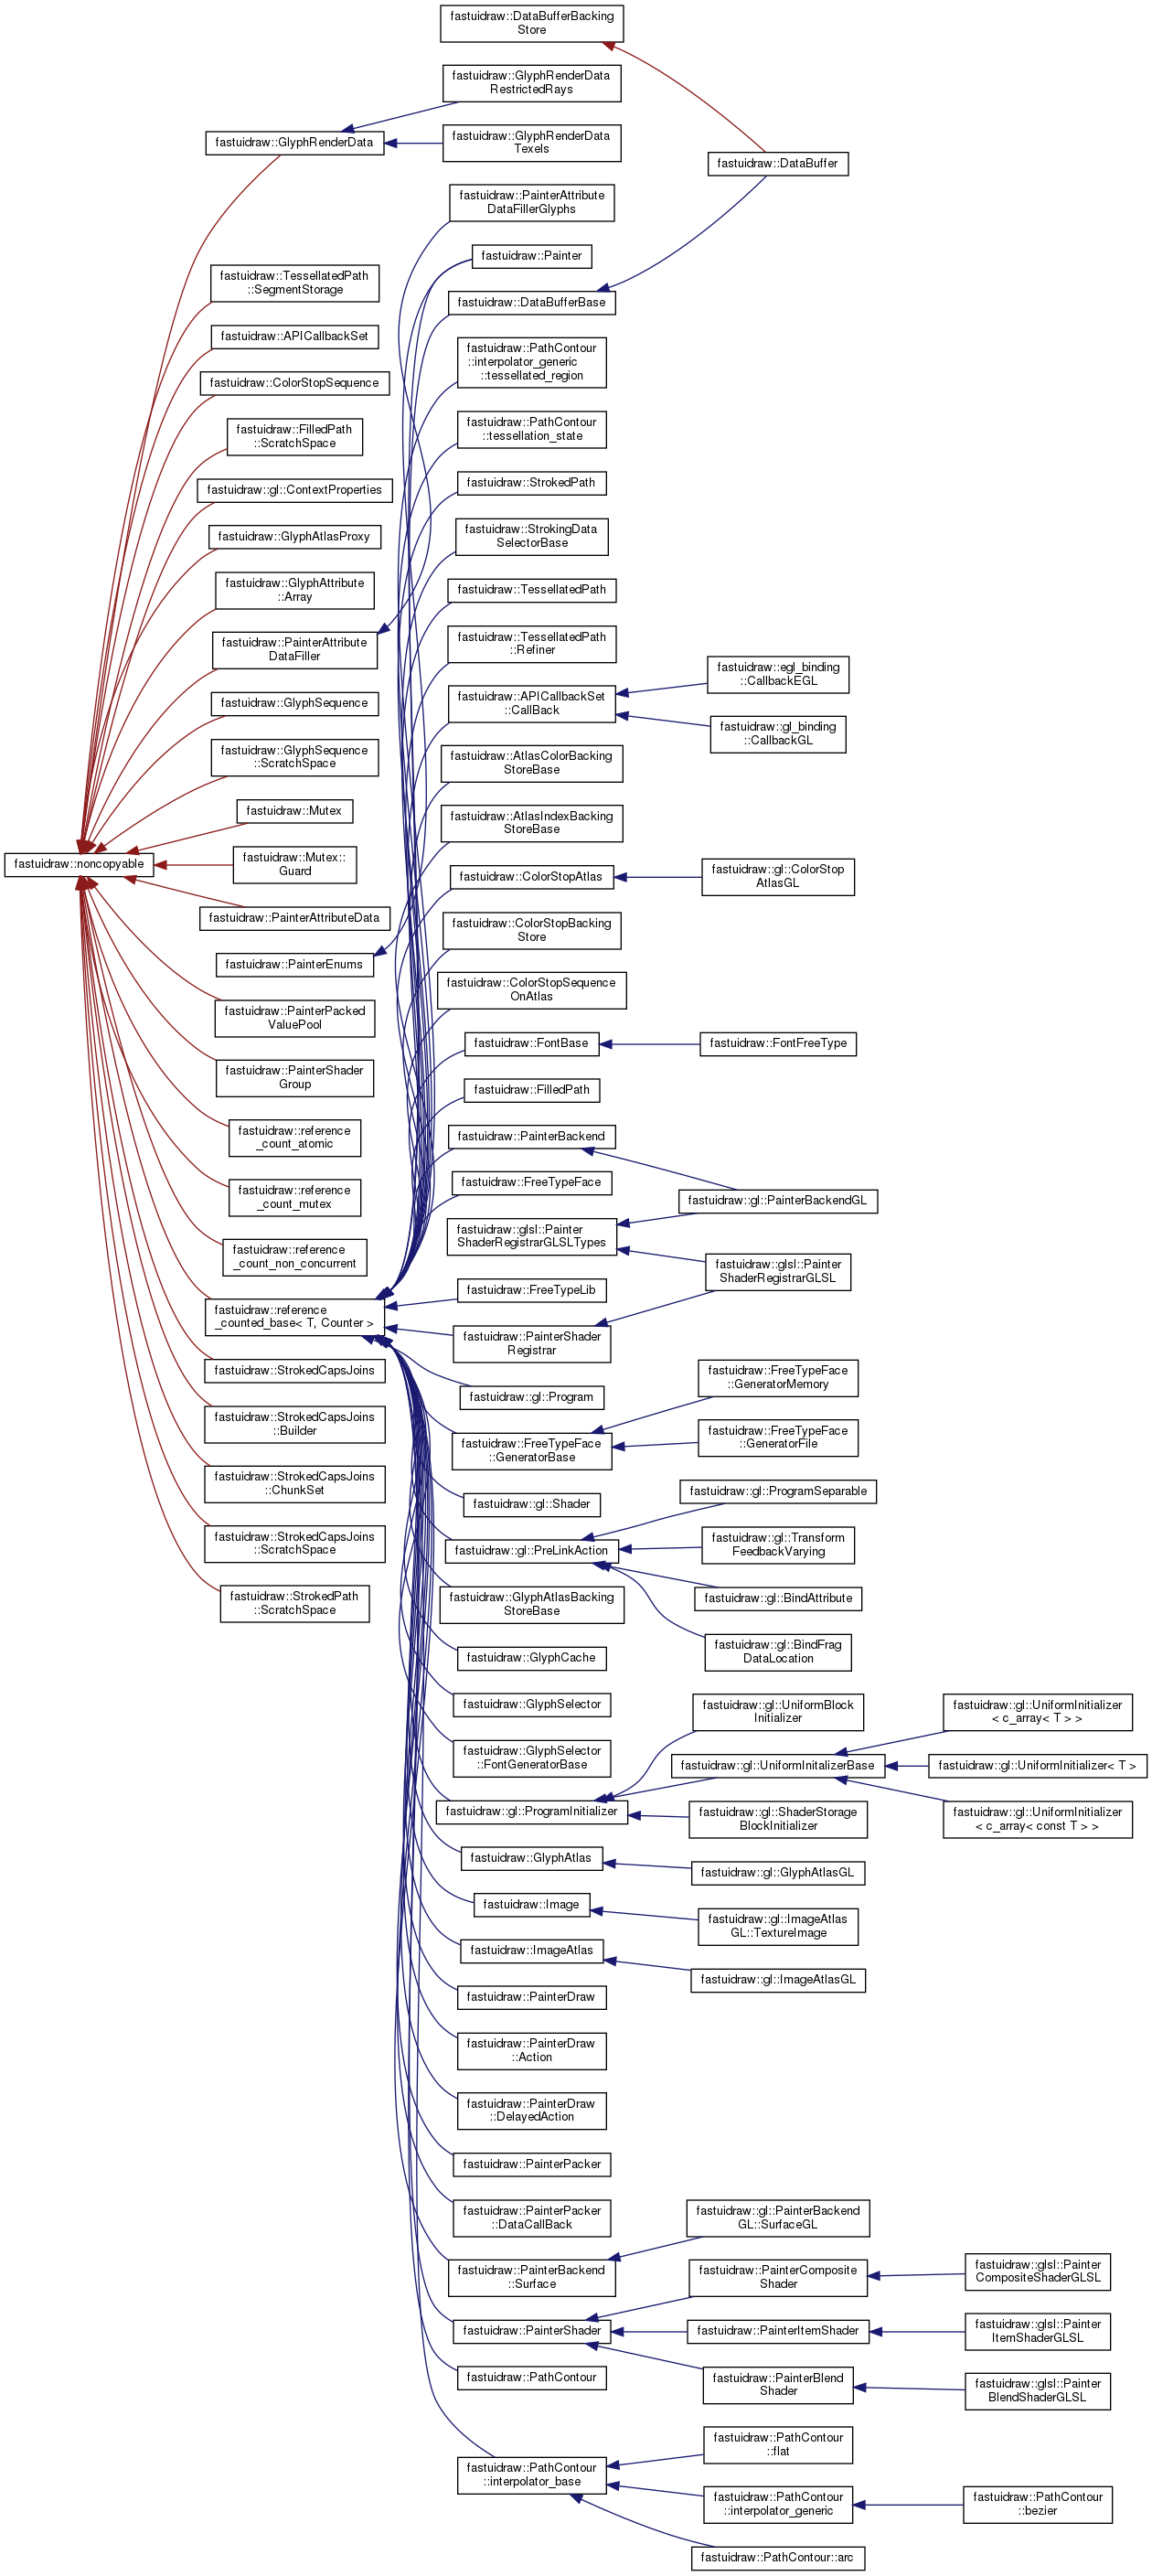 fastuidraw::DataBufferBacking
Store
fastuidraw::GlyphRenderData
RestrictedRays
fastuidraw::GlyphRenderData
fastuidraw::GlyphRenderData
Texels
fastuidraw::DataBuffer
fastuidraw::PainterAttribute
DataFillerGlyphs
fastuidraw::Painter
fastuidraw::TessellatedPath
::SegmentStorage
fastuidraw::DataBufferBase
fastuidraw::APICallbackSet
fastuidraw::PathContour
::interpolator_generic
::tessellated_region
fastuidraw::ColorStopSequence
fastuidraw::FilledPath
::ScratchSpace
fastuidraw::PathContour
::tessellation_state
fastuidraw::gl::ContextProperties
fastuidraw::StrokedPath
fastuidraw::GlyphAtlasProxy
fastuidraw::StrokingData
SelectorBase
fastuidraw::GlyphAttribute
::Array
fastuidraw::TessellatedPath
fastuidraw::PainterAttribute
DataFiller
fastuidraw::TessellatedPath
::Refiner
fastuidraw::GlyphSequence
fastuidraw::APICallbackSet
::CallBack
fastuidraw::egl_binding
::CallbackEGL
fastuidraw::gl_binding
::CallbackGL
fastuidraw::GlyphSequence
::ScratchSpace
fastuidraw::AtlasColorBacking
StoreBase
fastuidraw::Mutex
fastuidraw::AtlasIndexBacking
StoreBase
fastuidraw::noncopyable
fastuidraw::Mutex::
Guard
fastuidraw::ColorStopAtlas
fastuidraw::gl::ColorStop
AtlasGL
fastuidraw::PainterAttributeData
fastuidraw::ColorStopBacking
Store
fastuidraw::PainterEnums
fastuidraw::ColorStopSequence
OnAtlas
fastuidraw::PainterPacked
ValuePool
fastuidraw::FontBase
fastuidraw::FontFreeType
fastuidraw::PainterShader
Group
fastuidraw::FilledPath
fastuidraw::reference
_count_atomic
fastuidraw::PainterBackend
fastuidraw::reference
_count_mutex
fastuidraw::FreeTypeFace
fastuidraw::gl::PainterBackendGL
fastuidraw::reference
_count_non_concurrent
fastuidraw::glsl::Painter
ShaderRegistrarGLSLTypes
fastuidraw::glsl::Painter
ShaderRegistrarGLSL
fastuidraw::reference
_counted_base< T, Counter >
fastuidraw::FreeTypeLib
fastuidraw::PainterShader
Registrar
fastuidraw::StrokedCapsJoins
fastuidraw::gl::Program
fastuidraw::FreeTypeFace
::GeneratorMemory
fastuidraw::StrokedCapsJoins
::Builder
fastuidraw::FreeTypeFace
::GeneratorBase
fastuidraw::FreeTypeFace
::GeneratorFile
fastuidraw::StrokedCapsJoins
::ChunkSet
fastuidraw::gl::Shader
fastuidraw::gl::ProgramSeparable
fastuidraw::StrokedCapsJoins
::ScratchSpace
fastuidraw::gl::PreLinkAction
fastuidraw::gl::Transform
FeedbackVarying
fastuidraw::StrokedPath
::ScratchSpace
fastuidraw::GlyphAtlasBacking
StoreBase
fastuidraw::gl::BindAttribute
fastuidraw::GlyphCache
fastuidraw::gl::BindFrag
DataLocation
fastuidraw::GlyphSelector
fastuidraw::gl::UniformBlock
Initializer
fastuidraw::gl::UniformInitializer
< c_array< T > >
fastuidraw::GlyphSelector
::FontGeneratorBase
fastuidraw::gl::UniformInitalizerBase
fastuidraw::gl::UniformInitializer< T >
fastuidraw::gl::ProgramInitializer
fastuidraw::gl::ShaderStorage
BlockInitializer
fastuidraw::gl::UniformInitializer
< c_array< const T > >
fastuidraw::GlyphAtlas
fastuidraw::gl::GlyphAtlasGL
fastuidraw::Image
fastuidraw::gl::ImageAtlas
GL::TextureImage
fastuidraw::ImageAtlas
fastuidraw::gl::ImageAtlasGL
fastuidraw::PainterDraw
fastuidraw::PainterDraw
::Action
fastuidraw::PainterDraw
::DelayedAction
fastuidraw::PainterPacker
fastuidraw::PainterPacker
::DataCallBack
fastuidraw::gl::PainterBackend
GL::SurfaceGL
fastuidraw::PainterBackend
::Surface
fastuidraw::PainterComposite
Shader
fastuidraw::glsl::Painter
CompositeShaderGLSL
fastuidraw::PainterShader
fastuidraw::PainterItemShader
fastuidraw::glsl::Painter
ItemShaderGLSL
fastuidraw::PathContour
fastuidraw::PainterBlend
Shader
fastuidraw::glsl::Painter
BlendShaderGLSL
fastuidraw::PathContour
::flat
fastuidraw::PathContour
::interpolator_base
fastuidraw::PathContour
::interpolator_generic
fastuidraw::PathContour
::bezier
fastuidraw::PathContour::arc